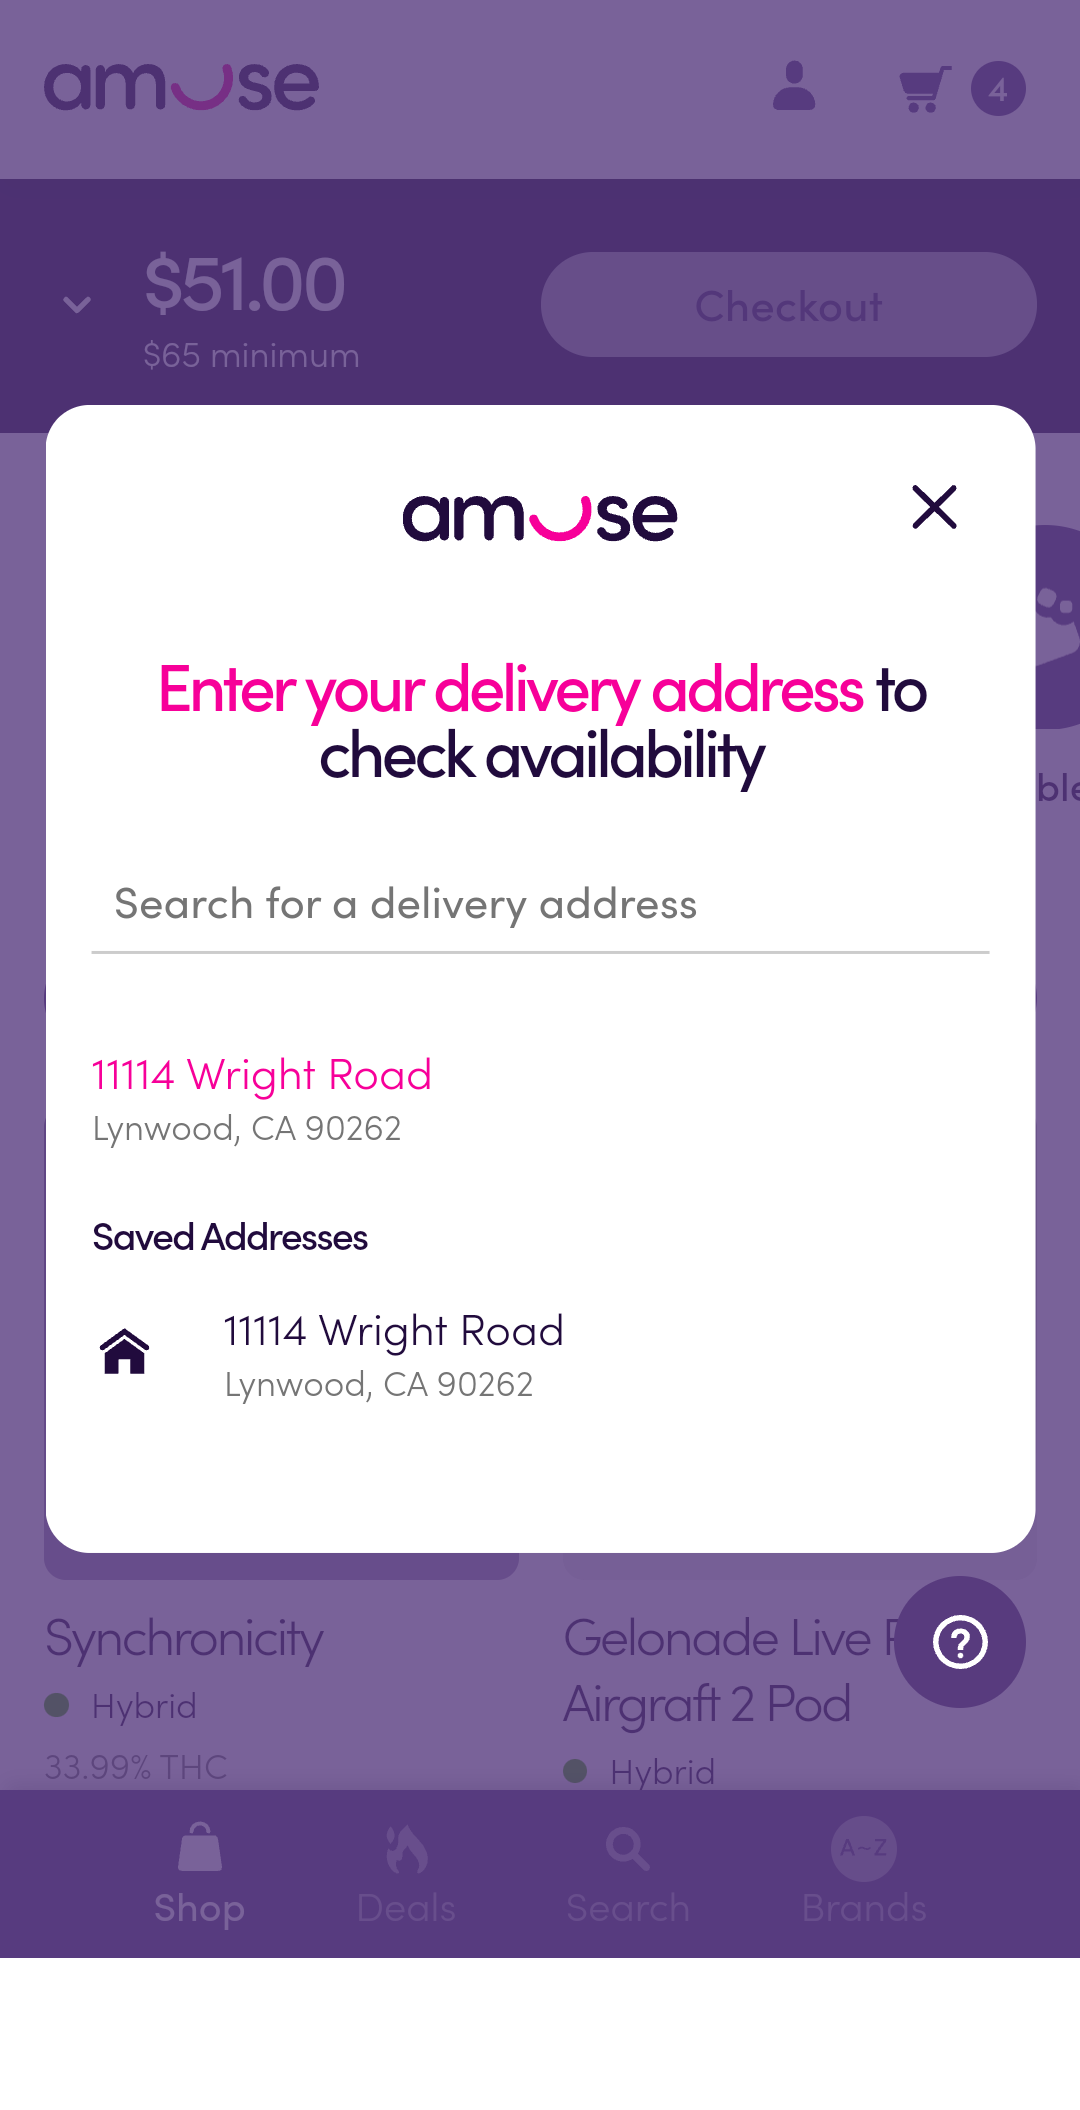 amuse
4
$51.00
$65 minimum
Checkout
amuse
Enter your delivery address to
check availability
Search for a delivery address
11114 Wright Road
Lynwood, CA 90262
Saved Addresses
11114 Wright Road
Lynwood, CA 90262
Synchronicity
Hybrid
33.99% THC
Gelonade Live
Airgraft 2 Pod
Hybrid
?
Shop
Deals
Search
A~Z
Brands